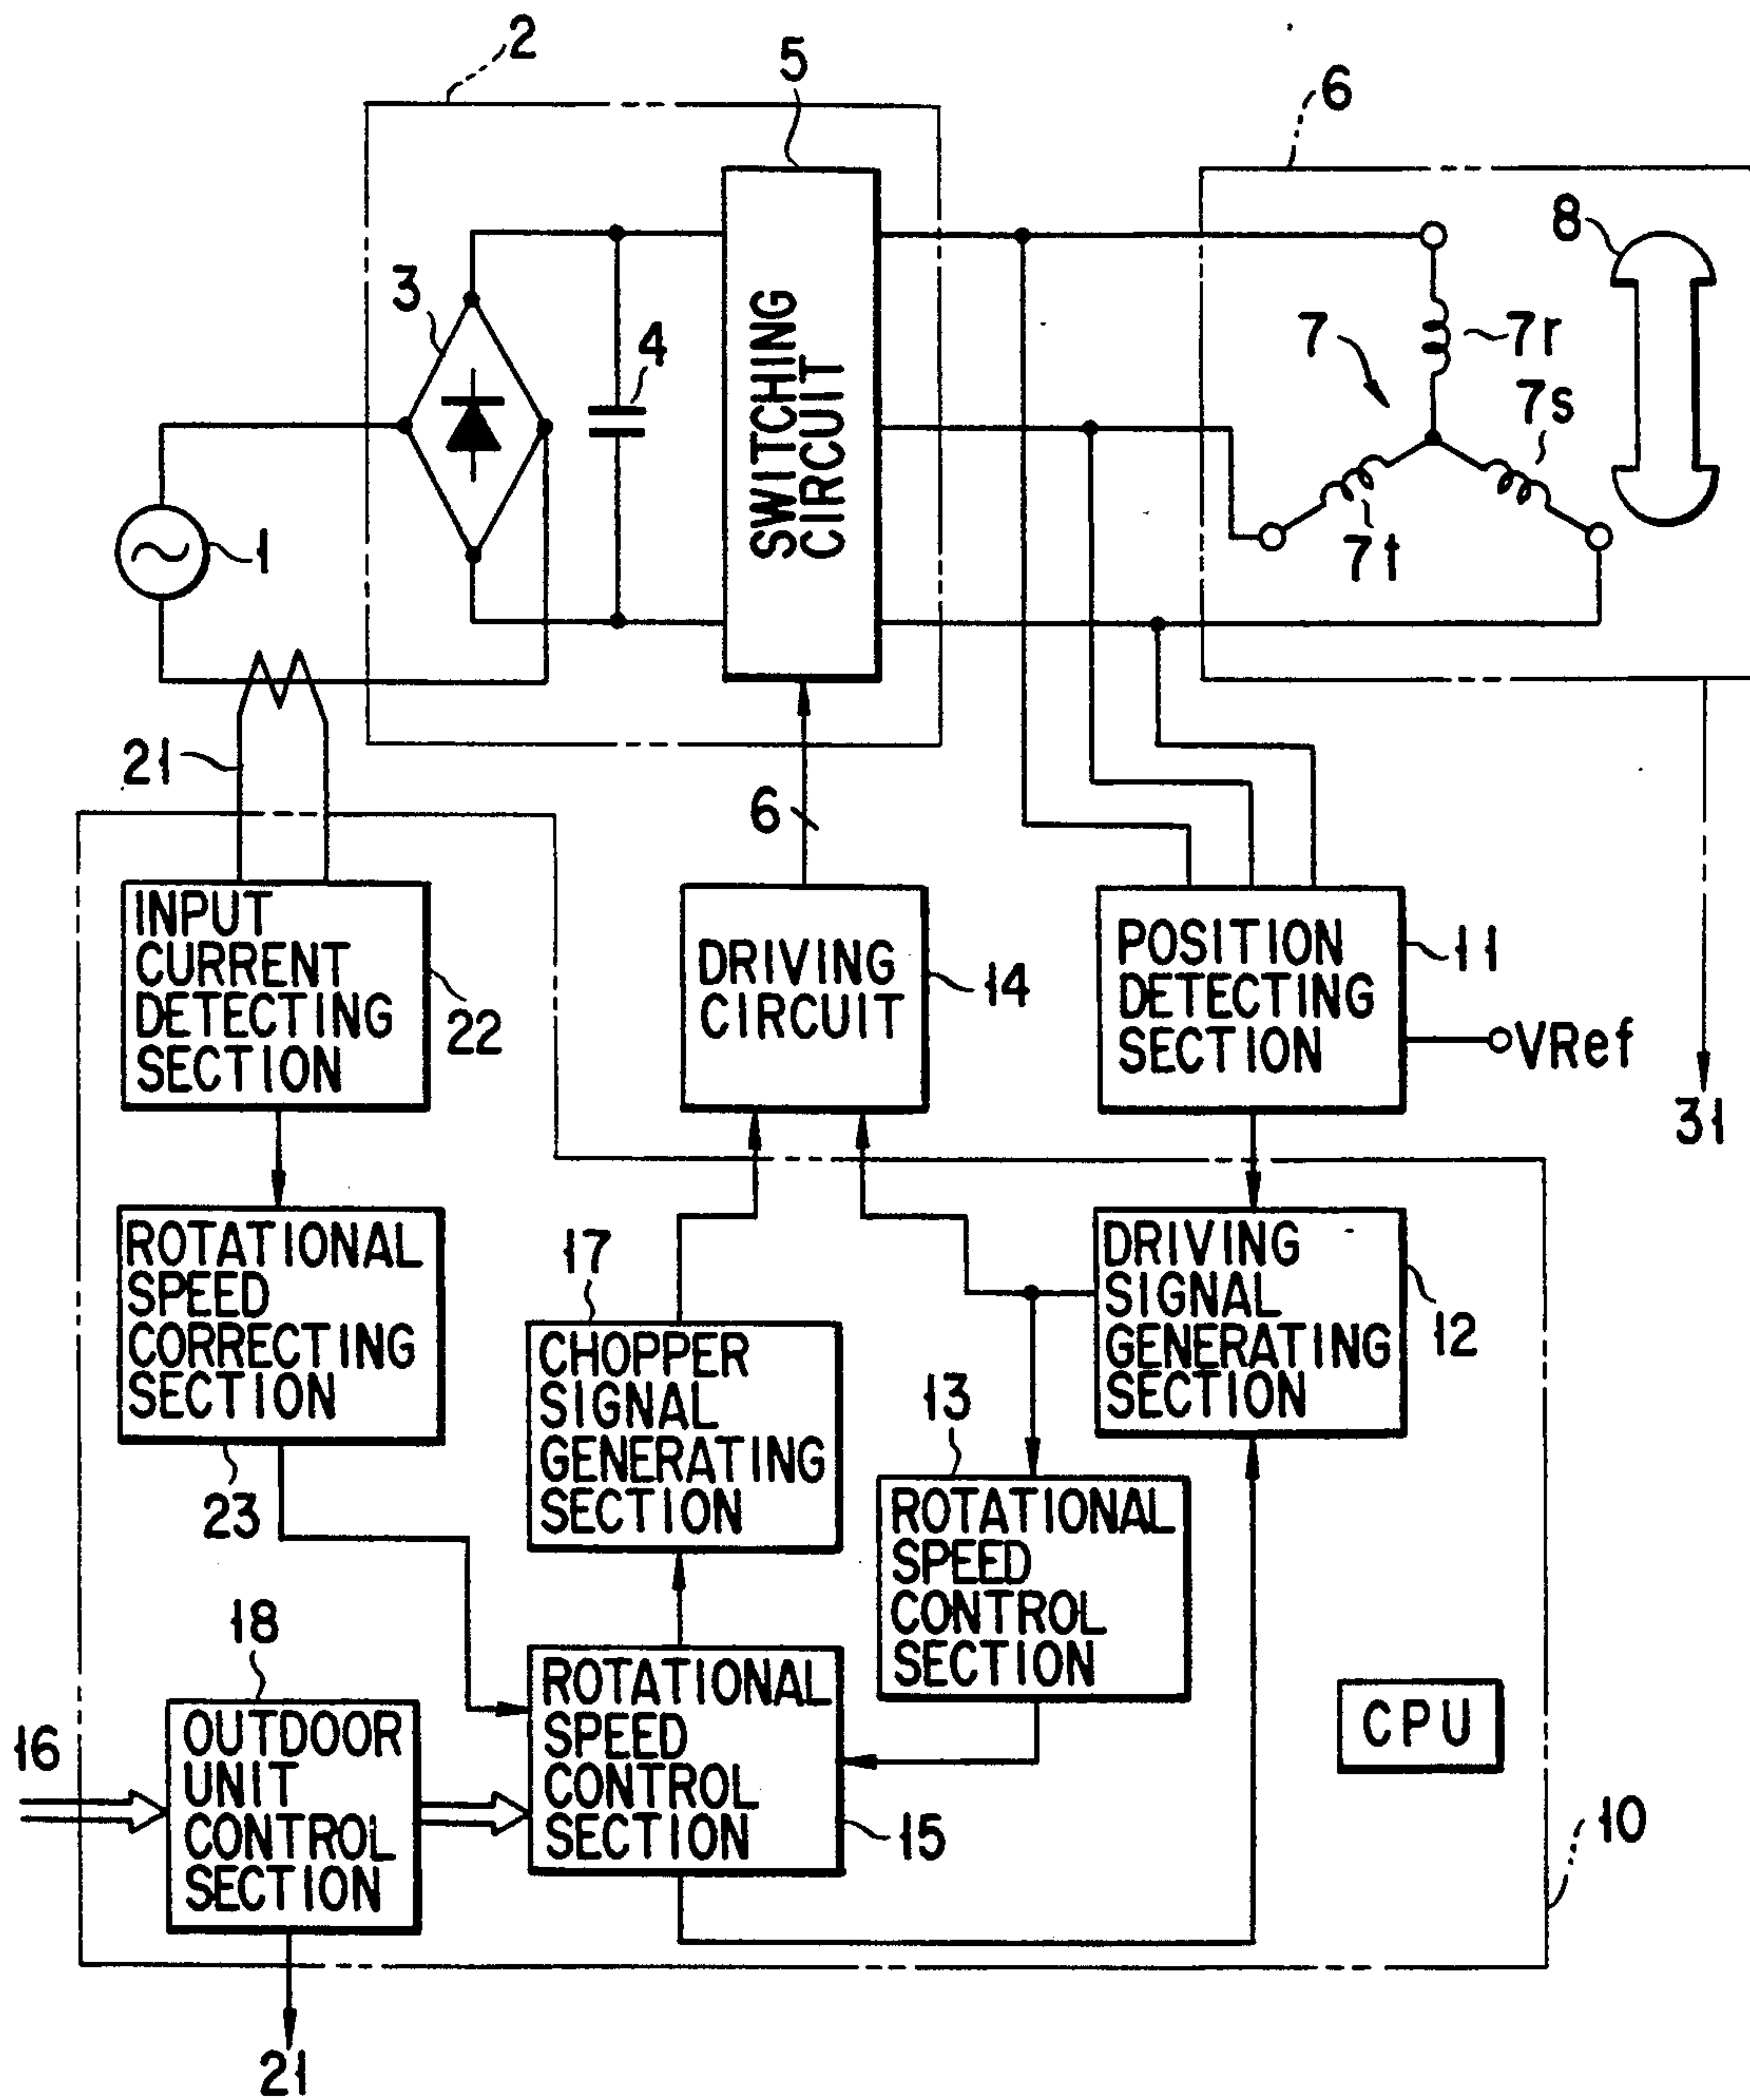 2
5
6
8
3
4
SWITCHING
CIRCUIT
7
7r
7s
7t
1
21
6
INPUT
CURRENT
DETECTING
SECTION
22
DRIVING
CIRCUIT
14
POSITION
DETECTING
SECTION
11
VRef
31
ROTATIONAL
SPEED
CORRECTING
SECTION
23
17
CHOPPER
SIGNAL
GENERATING
SECTION
DRIVING
SIGNAL
GENERATING
SECTION
12
13
ROTATIONAL
SPEED
CONTROL
SECTION
18
16
OUTDOOR
UNIT
CONTROL
SECTION
ROTATIONAL
SPEED
CONTROL
SECTION
15
CPU
10
21